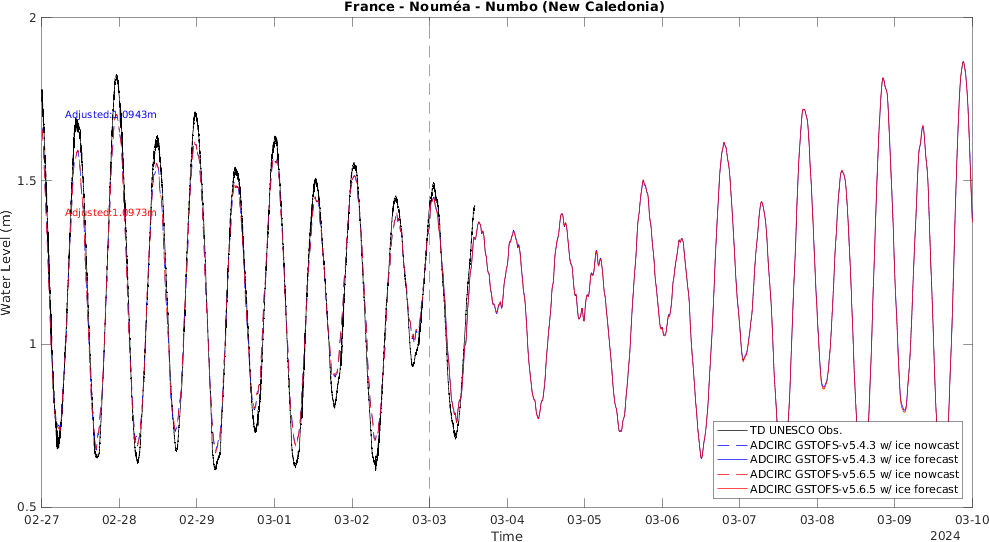 France - Nouméa - Numbo (New Caledonia)
Water Level (m)
2
1.5
1
0.5
Adjusted:1.0943m
Adjusted:1.0973m
TD UNESCO Obs.
ADCIRC GSTOFS-v5.4.3 w/ ice nowcast
ADCIRC GSTOFS-v5.4.3 w/ ice forecast
ADCIRC GSTOFS-v5.6.5 w/ ice nowcast
ADCIRC GSTOFS-v5.6.5 w/ ice forecast
02-27 02-28 02-29 03-01 03-02 03-03 03-04 03-05 03-06 03-07 03-08 03-09 03-10
Time
2024